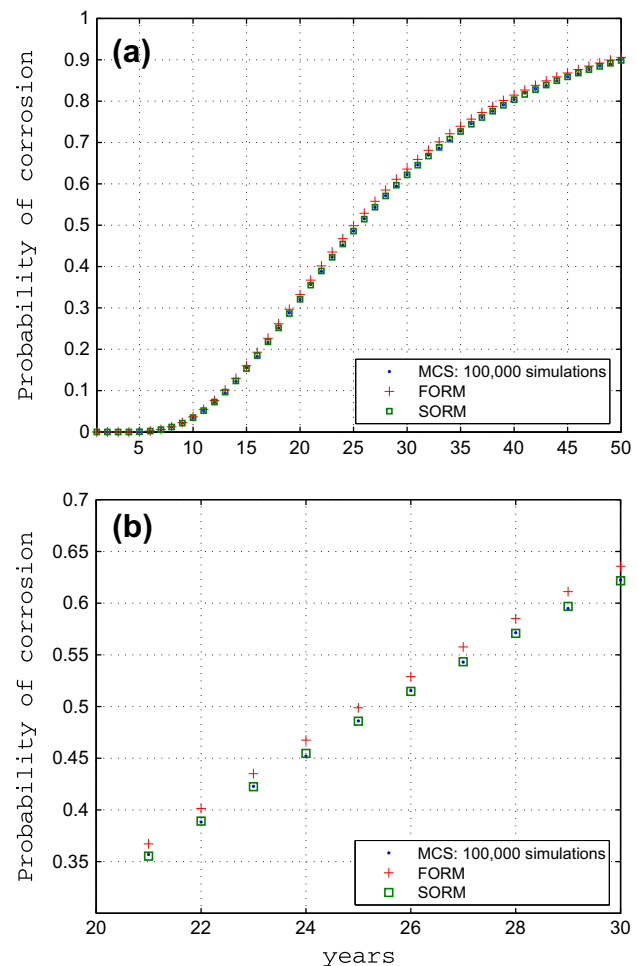 (a)
Probability of corrosion
1
0.9
0.8
0.7
0.6
0.5
0.4
0.3
0.2
0.1
0
5 10 15 20 25 30 35 40 45 50
MCS: 100,000 simulations
FORM
SORM
(b)
Probability of corrosion
0.7
0.65
0.6
0.55
0.5
0.45
0.4
0.35
20 22 24 26 28 30
MCS: 100,000 simulations
FORM
SORM
years